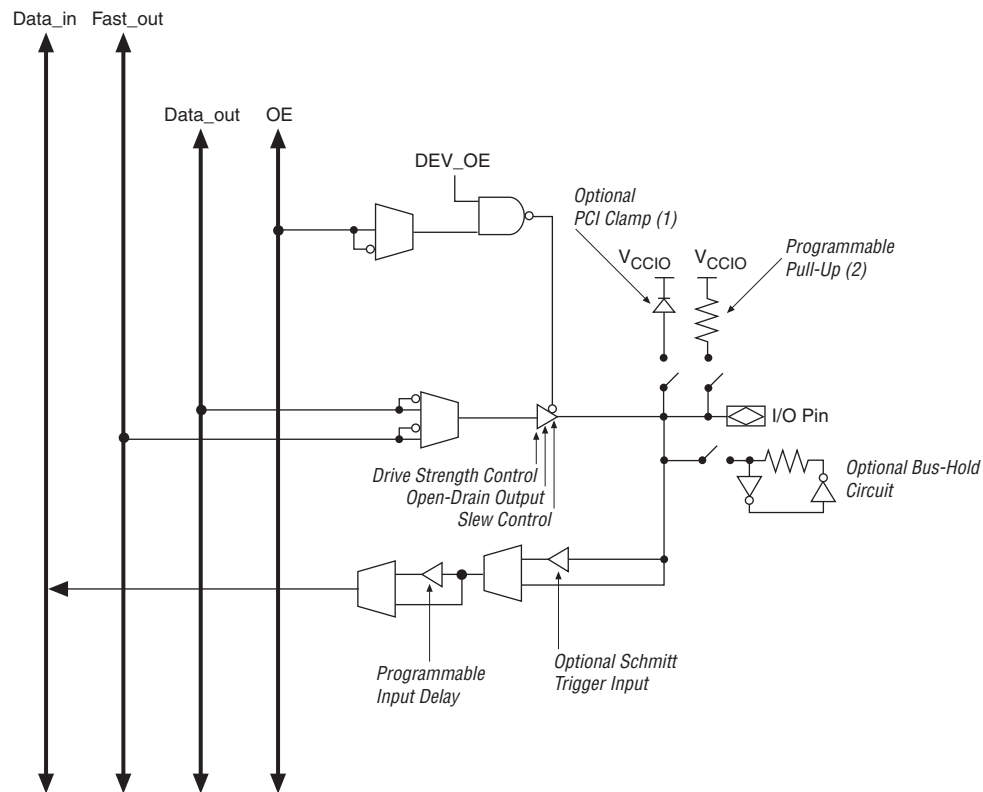 Data_in Fast_out
Data_out OE
DEV_OE
Optional
PCI Clamp (1)
Programmable
Pull-Up (2)
VCCIO VCCIO
I/O Pin
Drive Strength Control
Open-Drain Output
Slew Control
Optional Bus-Hold
Circuit
Programmable
Input Delay
Optional Schmitt
Trigger Input